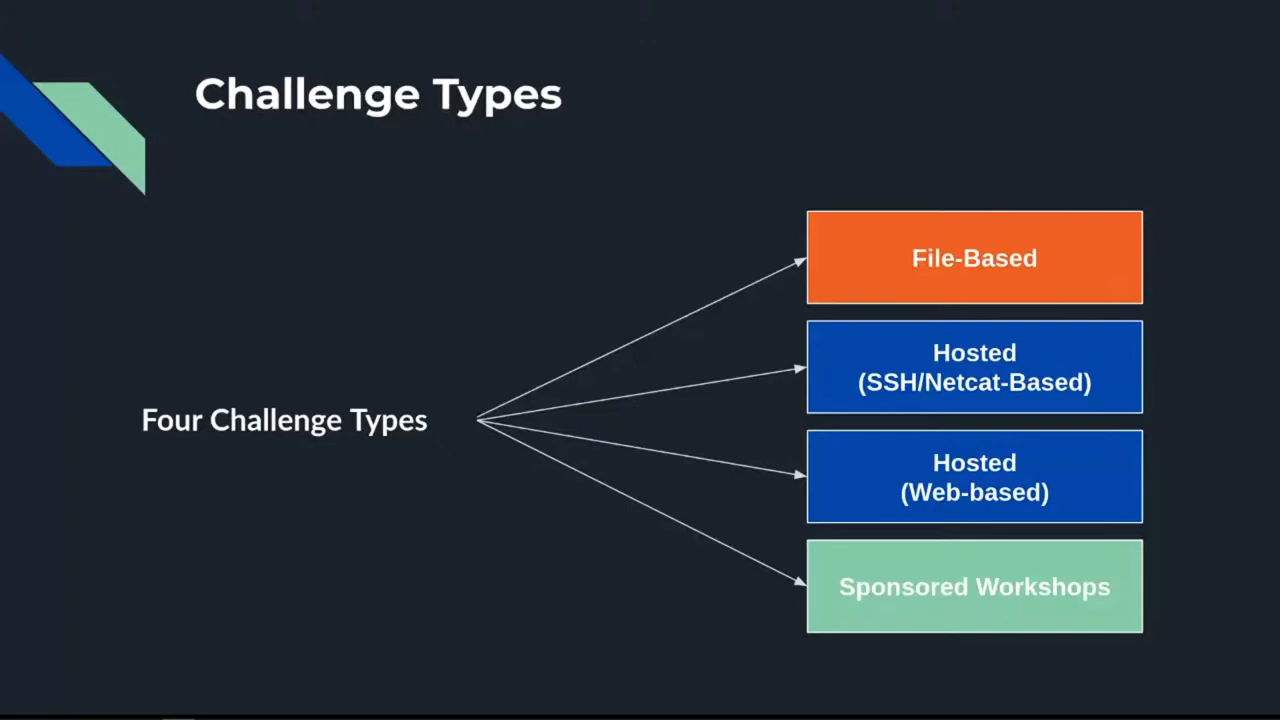 Challenge Types
Four Challenge Types
File-Based
Hosted
(SSH/Netcat-Based)
Hosted
(Web-based)
Sponsored Workshops